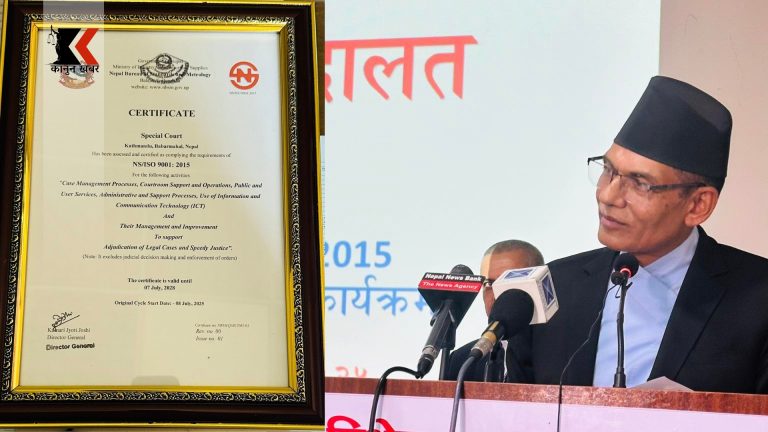 कानुन खबर
Nepal Bureau of Standards and Metrology
website: www.nbsm.gov.np
CERTIFICATE
Special Court
Kathmandu, Babarmahal, Nepal
Has been assessed and certified as complying the requirements of
NS/ISO 9001: 2015
For the following activities
"Case Management Processes, Courtroom Support and Operations, Public and
User Services, Administrative and Support Processes, Use of Information and
Communication Technology (ICT)
And
Their Management and Improvement
To support
Adjudication of Legal Cases and Speedy Justice".
(Note: It excludes judicial decision making and enforcement of orders)
The certificate is valid until
07 July, 2028
Original Cycle Start Date: - 08 July, 2025
Jyoti Joshi
Director General
Director General
Rev. no. 00
Issue no. 01
दालत
2015
कार्यक्रम
Nepal News Bank
The News Agency